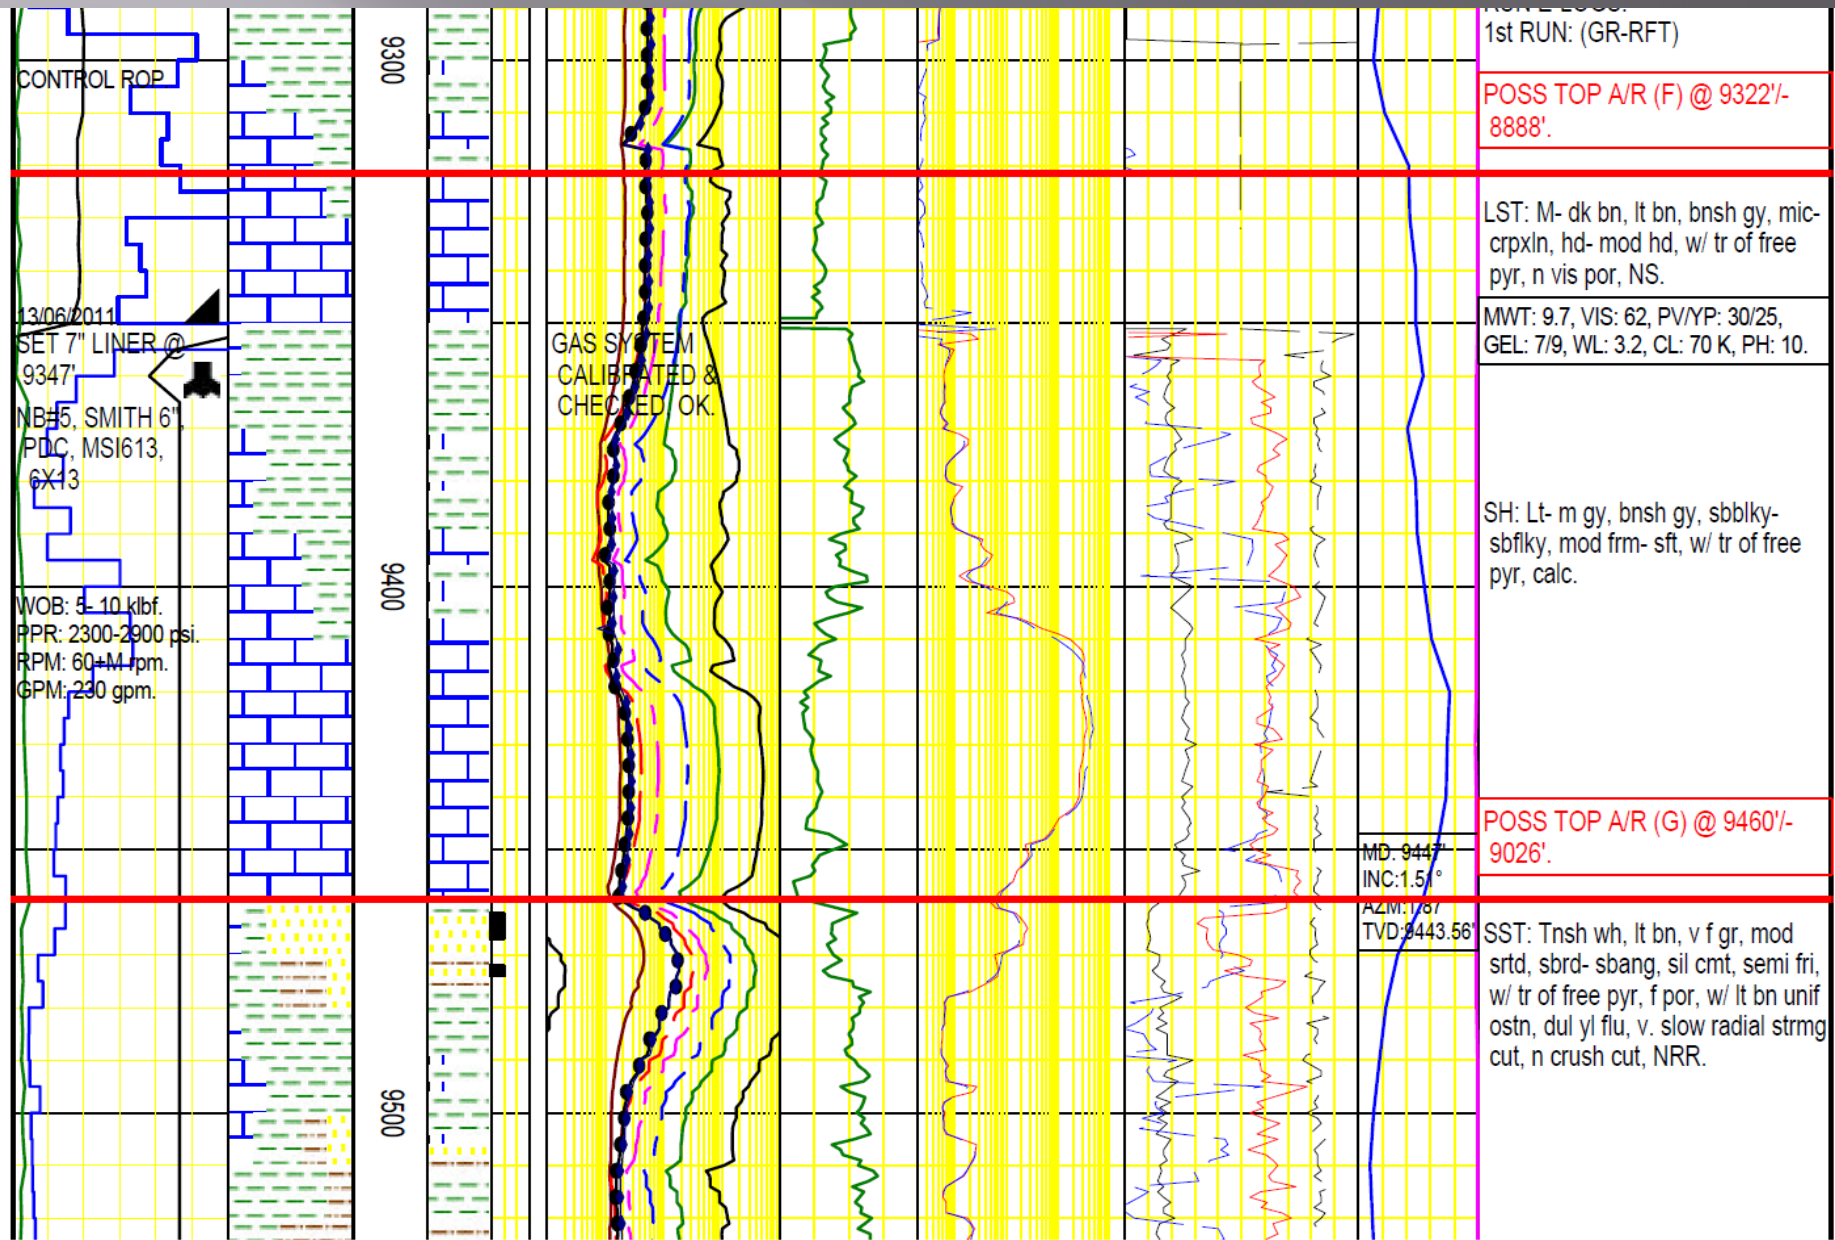 1st RUN: (GR-RFT)
CONTROL ROP
9300
POSS TOP A/R (F) @ 9322'/-
8888'.
LST: M- dk bn, lt bn, bnsh gy, mic-
crpxln, hd- mod hd, w/ tr of free
pyr, n vis por, NS.
13/06/2011
SET 7" LINER @
9347'
NB#5, SMITH 6",
PDC, MSI613,
6X13
GAS SYSTEM
CALIBRATED &
CHECKED OK.
MWT: 9.7, VIS: 62, PV/YP: 30/25,
GEL: 7/9, WL: 3.2, CL: 70 K, PH: 10.
SH: Lt- m gy, bnsh gy, sbblky-
sbflky, mod frm- sft, w/ tr of free
pyr, calc.
9400
WOB: 5- 10 klbf.
PPR: 2300-2900 psi.
RPM: 60+M rpm.
GPM: 230 gpm.
POSS TOP A/R (G) @ 9460'/-
9026'.
MD. 9447'
INC:1.51°
AZM:1.87
TVD:9443.56'
SST: Tnsh wh, lt bn, v f gr, mod
srtd, sbrd- sbang, sil cmt, semi fri,
w/ tr of free pyr, f por, w/ lt bn unif
ostn, dul yl flu, v. slow radial strmg
cut, n crush cut, NRR.
9500